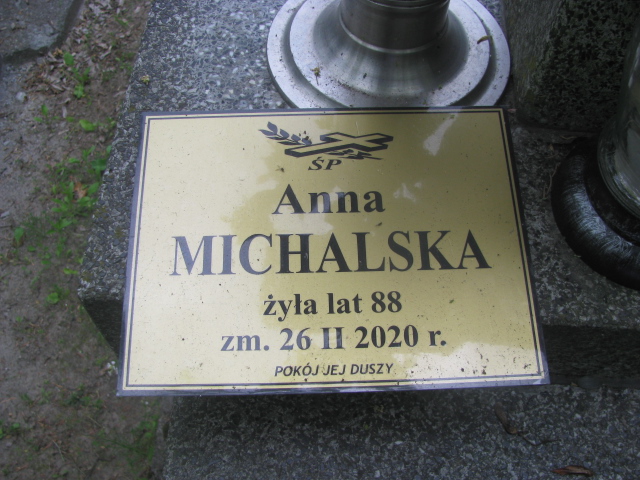 ŚP
Anna
MICHALSKA
żyła lat 88
zm. 26 II 2020 r.
POKÓJ JEJ DUSZY